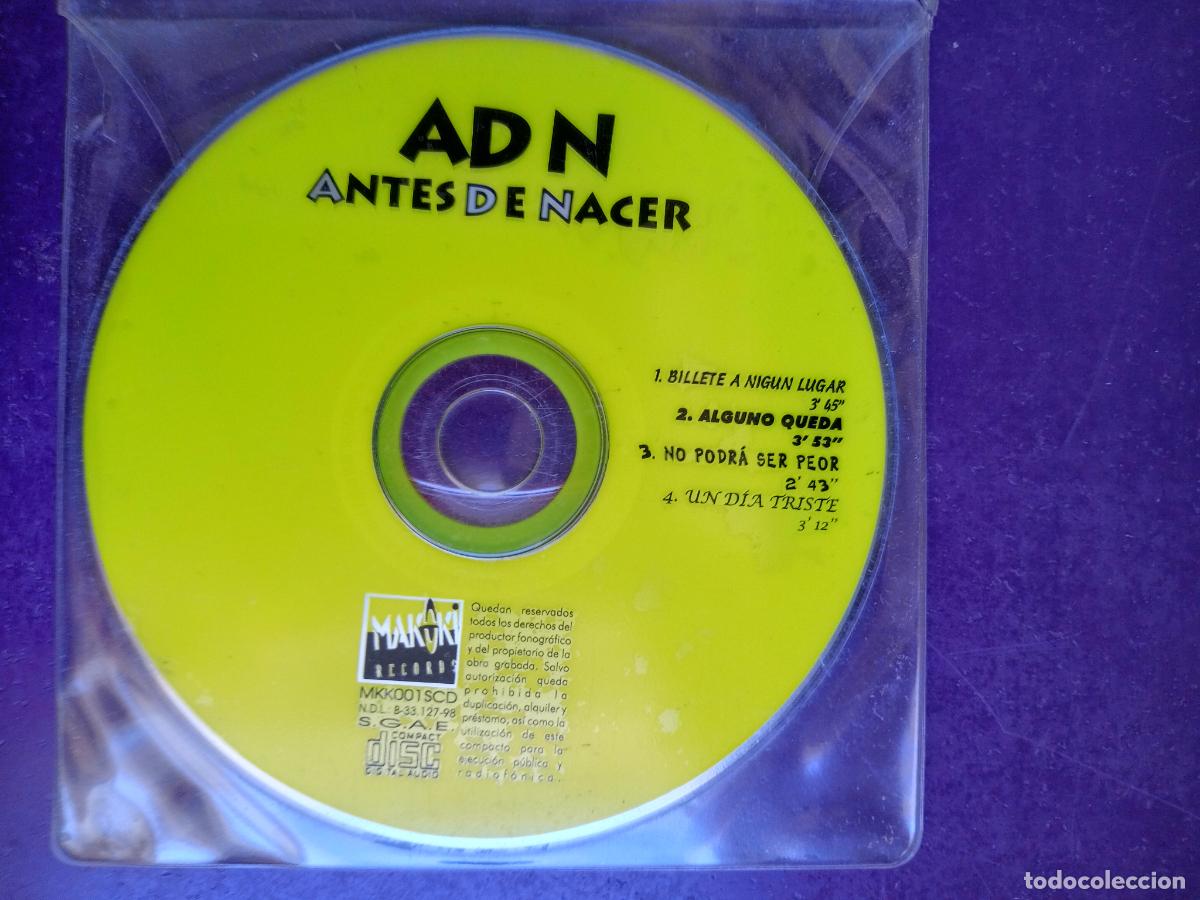 ADN
ANTES DE NACER
1. BILLETE A NIGUN LUGAR
3' 45"
2. ALGUNO QUEDA
3' 53"
3. NO PODRÁ SER PEOR
2' 43"
4. UN DÍA TRISTE
3' 12"
MAKOKI
RECORDS
MKK001SCD
N.D.L: B-33.127-98
S.G.A.E.
COMPACT
disc
DIGITAL AUDIO
Quedan reservados
todos los derechos del
productor fonográfico
y del propietario de la
obra grabada. Salvo
autorización queda
prohibida la
duplicación, alquiler y
préstamo, así como la
utilización de este
compacto para la
ejecución pública y
radiofónica.
todocoleccion